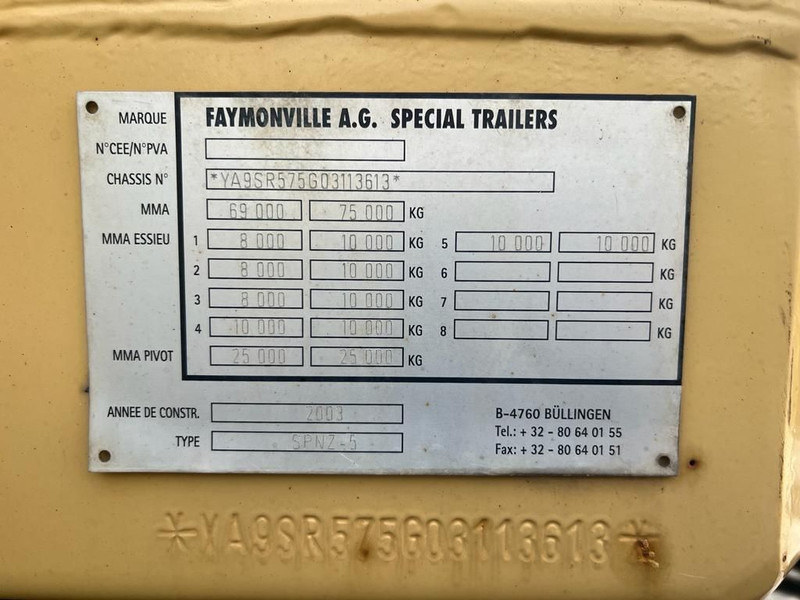 MARQUE FAYMONVILLE A.G. SPECIAL TRAILERS
N°CEE/N°PVA
CHASSIS N° *YA9SR575G03113613*
MMA 69 000 75 000 KG
MMA ESSIEU 1 8 000 10 000 5 10 000 10 000 KG
2 8 000 10 000 6 KG
3 8 000 10 000 7 KG
4 10 000 10 000 KG 8 KG
MMA PIVOT 25 000 25 000 KG
ANNEE DE CONSTR. 2003 B-4760 BÜLLINGEN
TYPE SPNZ-5 Tel.: + 32 - 80 64 01 55
Fax: + 32 - 80 64 01 51
*YA9SR575G03113613*